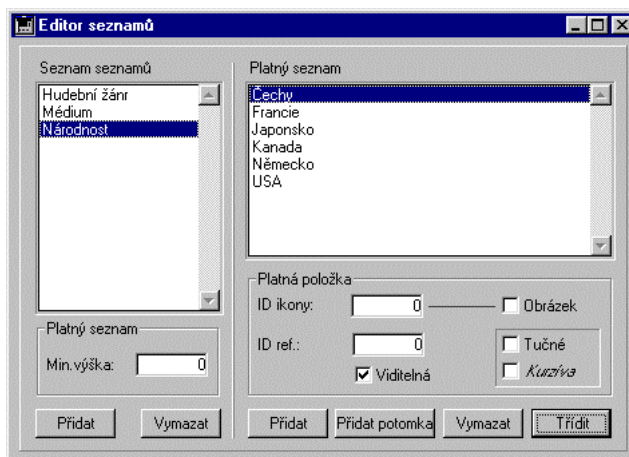 Editor seznamů
Seznam seznamů
Hudební žánr
Médium
Národnost
Platný seznam
Min.výška: 0
Přidat Vymazat
Platný seznam
Čechy
Francie
Japonsko
Kanada
Německo
USA
Platná položka
ID ikony: 0 Obrázek
ID ref.: 0 Tučné
Viditelná Kurzíva
Přidat Přidat potomka Vymazat Třídit